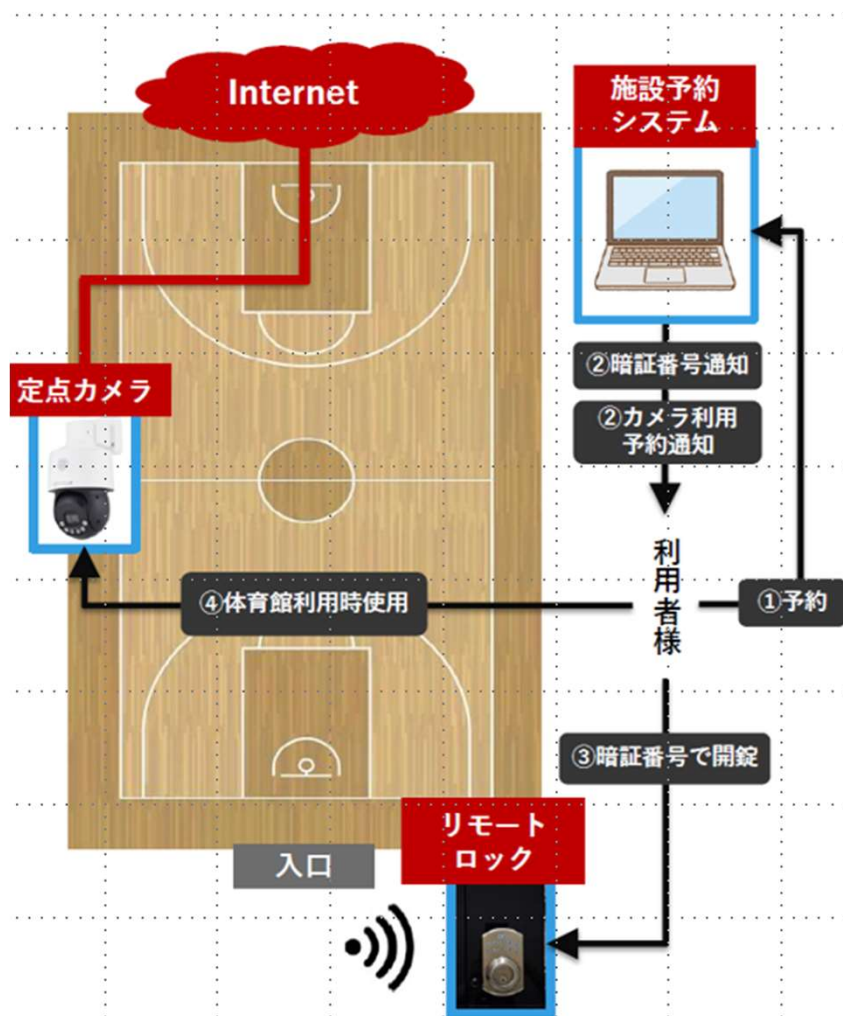 Internet
施設予約
システム
定点カメラ
②暗証番号通知
②カメラ利用
予約通知
利用者様
①予約
④体育館利用時使用
③暗証番号で開錠
リモート
ロック
入口